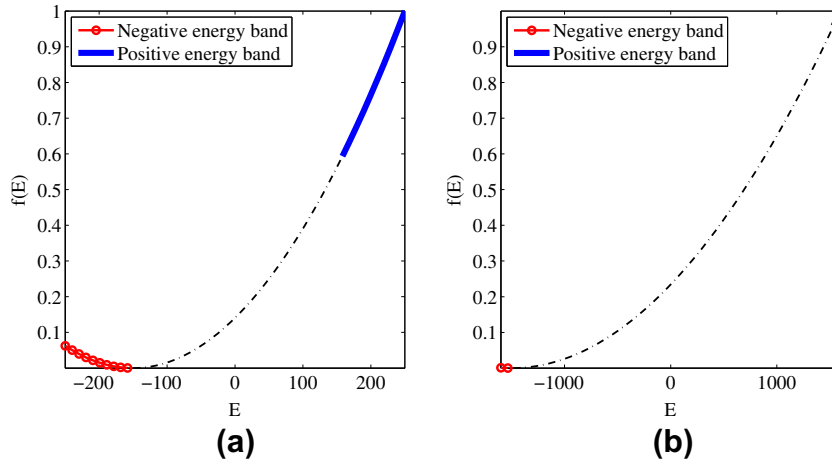 Negative energy band
Positive energy band
1
0.9
0.8
0.7
0.6
0.5
0.4
0.3
0.2
0.1
f(E)
−200 −100 0 100 200
E
(a)
Negative energy band
Positive energy band
1
0.9
0.8
0.7
0.6
0.5
0.4
0.3
0.2
0.1
f(E)
−1000 0 1000
E
(b)